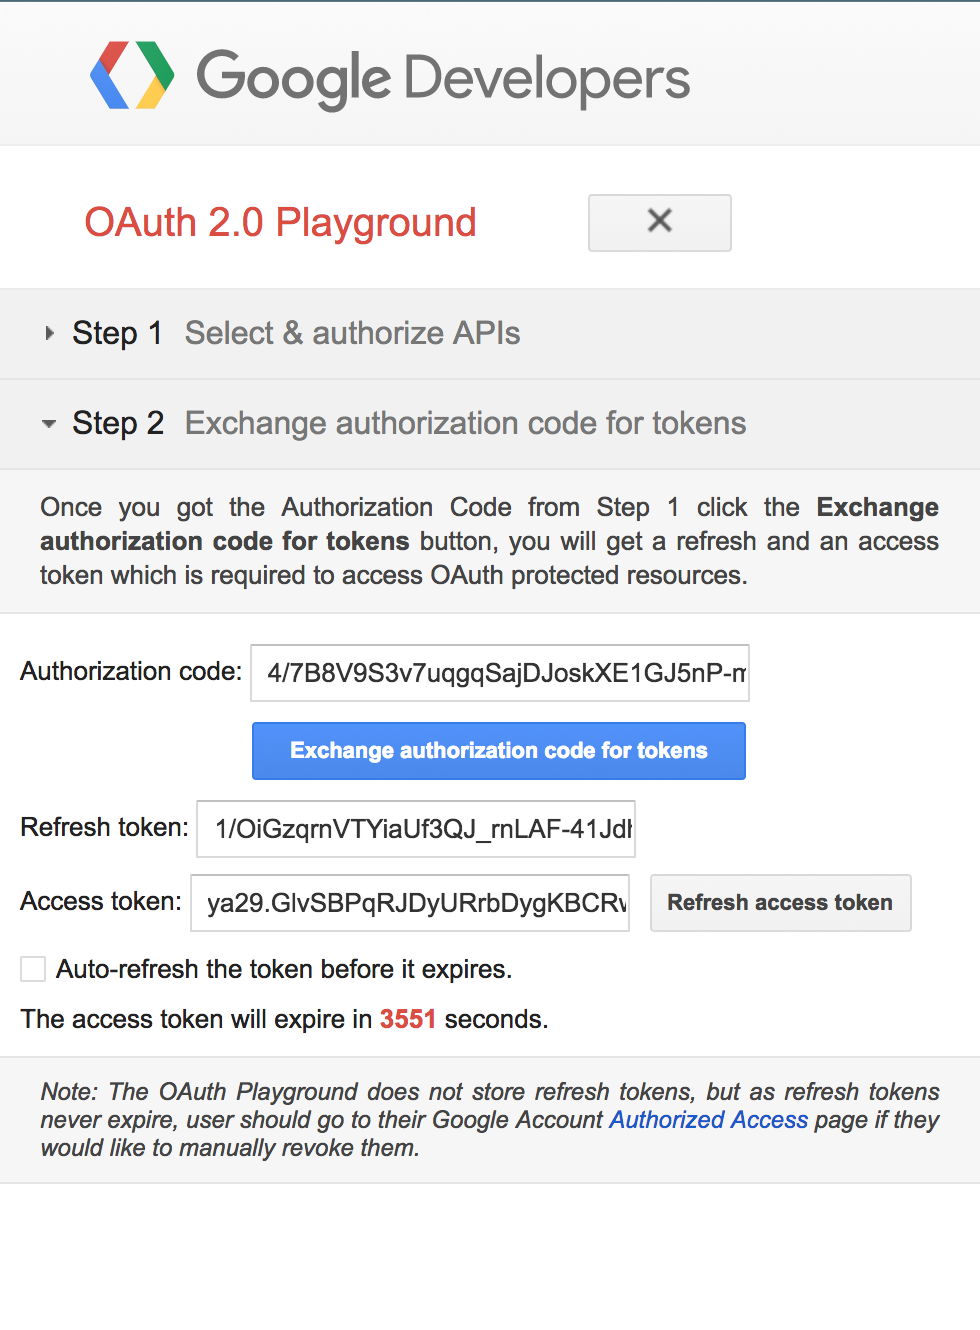 Google Developers
OAuth 2.0 Playground
Step 1 Select & authorize APIs
Step 2 Exchange authorization code for tokens
Once you got the Authorization Code from Step 1 click the Exchange
authorization code for tokens button, you will get a refresh and an access
token which is required to access OAuth protected resources.
Authorization code: 4/7B8V9S3v7uqgqSajDJoskXE1GJ5nP-m
Exchange authorization code for tokens
Refresh token: 1/OiGzqrnVTYiaUf3QJ_rnLAF-41Jdh
Access token: ya29.GlvSBPqRJDyURrbDygKBCRv Refresh access token
Auto-refresh the token before it expires.
The access token will expire in 3551 seconds.
Note: The OAuth Playground does not store refresh tokens, but as refresh tokens
never expire, user should go to their Google Account Authorized Access page if they
would like to manually revoke them.